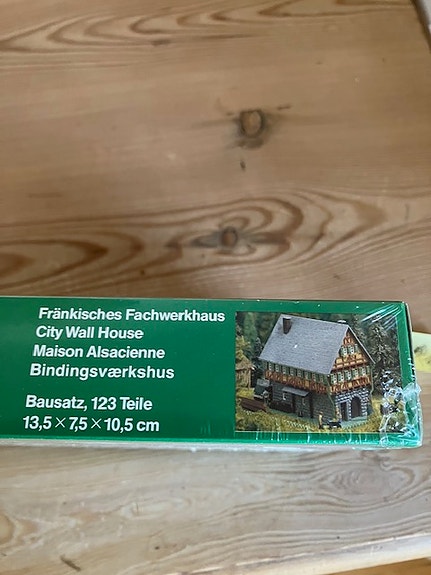 Fränkisches Fachwerkhaus
City Wall House
Maison Alsacienne
Bindingsværkshus
Bausatz, 123 Teile
13,5×7,5×10,5 cm